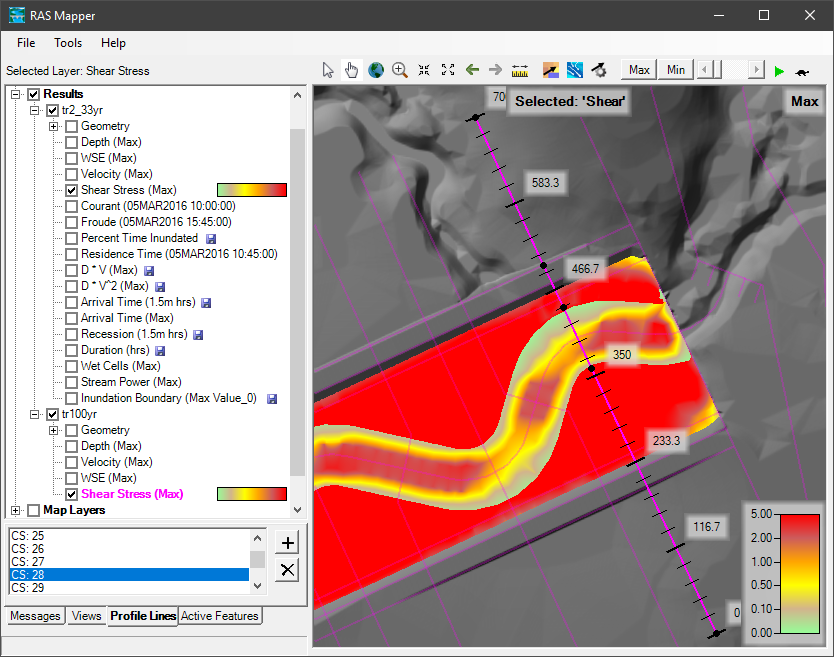 RAS Mapper
File Tools Help
Selected Layer: Shear Stress
Max Min
Results
tr2_33yr
Geometry
Depth (Max)
WSE (Max)
Velocity (Max)
Shear Stress (Max)
Courant (05MAR2016 10:00:00)
Froude (05MAR2016 15:45:00)
Percent Time Inundated
Residence Time (05MAR2016 10:45:00)
D * V (Max)
D * V^2 (Max)
Arrival Time (1.5m hrs)
Arrival Time (Max)
Recession (1.5m hrs)
Duration (hrs)
Wet Cells (Max)
Stream Power (Max)
Inundation Boundary (Max Value_0)
tr100yr
Geometry
Depth (Max)
Velocity (Max)
WSE (Max)
Shear Stress (Max)
Map Layers
CS: 25
CS: 26
CS: 27
CS: 28
CS: 29
Messages Views Profile Lines Active Features
Selected: 'Shear'
Max
583.3
466.7
350
233.3
116.7
0
5.00
2.00
1.00
0.50
0.10
0.00